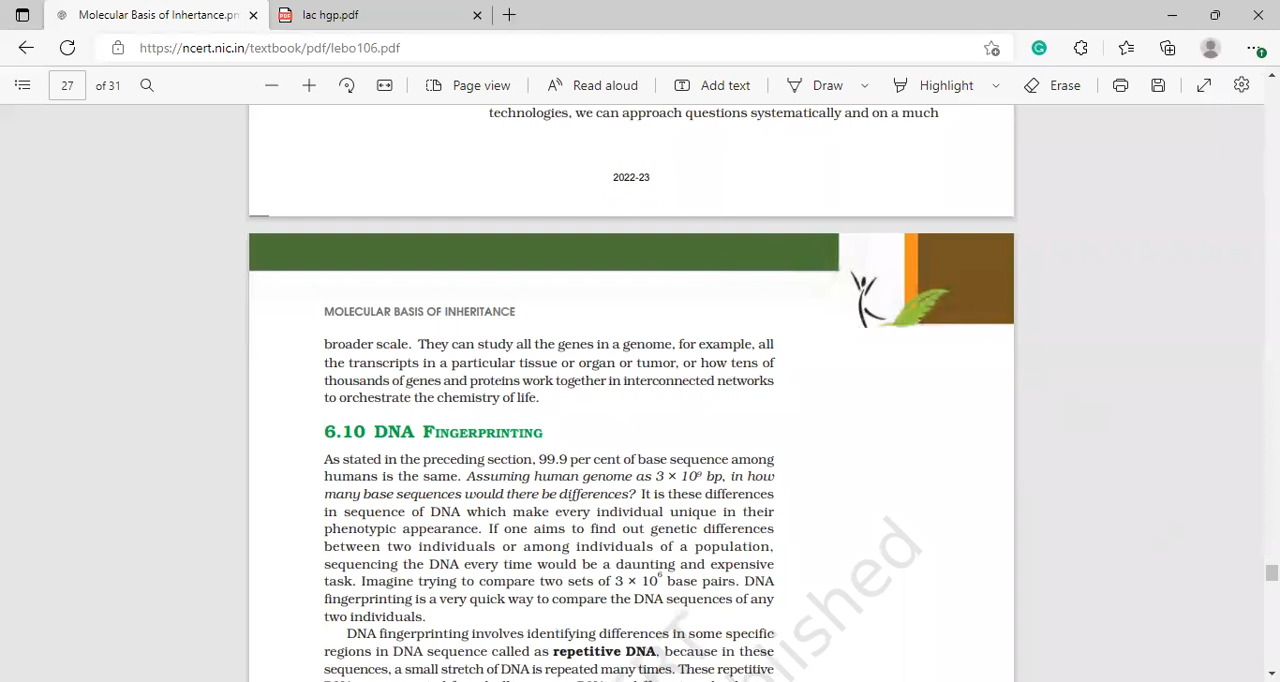 Molecular Basis of Inheritance.pr
lac hgp.pdf
https://ncert.nic.in/textbook/pdf/lebo106.pdf
27 of 31
Page view
Read aloud
Add text
Draw
Highlight
Erase
technologies, we can approach questions systematically and on a much
2022-23
MOLECULAR BASIS OF INHERITANCE
broader scale. They can study all the genes in a genome, for example, all
the transcripts in a particular tissue or organ or tumor, or how tens of
thousands of genes and proteins work together in interconnected networks
to orchestrate the chemistry of life.
6.10 DNA FINGERPRINTING
As stated in the preceding section, 99.9 per cent of base sequence among
humans is the same. Assuming human genome as 3 × 10⁹ bp, in how
many base sequences would there be differences? It is these differences
in sequence of DNA which make every individual unique in their
phenotypic appearance. If one aims to find out genetic differences
between two individuals or among individuals of a population,
sequencing the DNA every time would be a daunting and expensive
task. Imagine trying to compare two sets of 3 × 10⁶ base pairs. DNA
fingerprinting is a very quick way to compare the DNA sequences of any
two individuals.
DNA fingerprinting involves identifying differences in some specific
regions in DNA sequence called as repetitive DNA, because in these
sequences, a small stretch of DNA is repeated many times. These repetitive